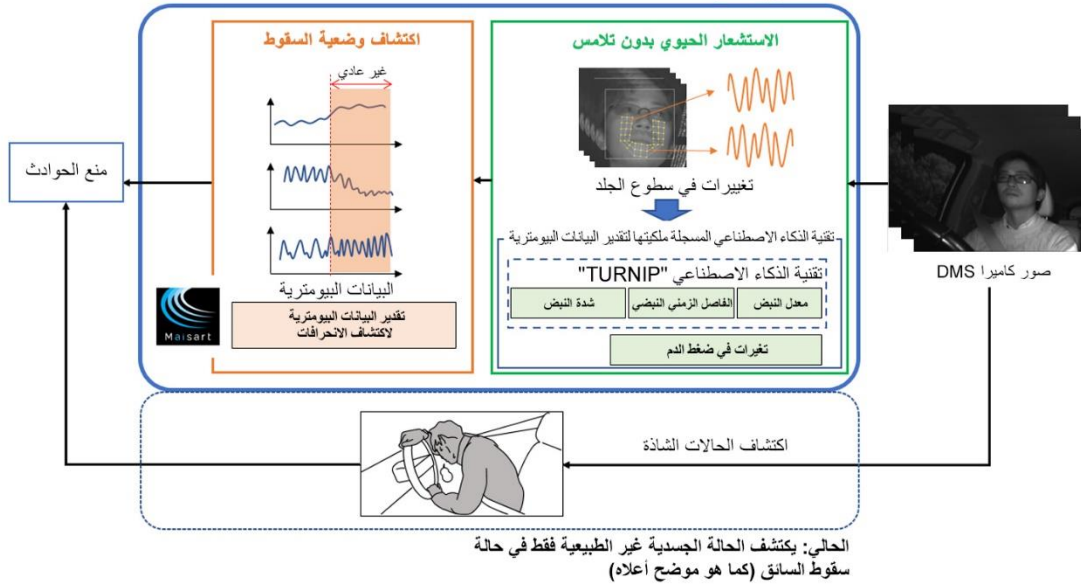 الاستشعار الحيوي بدون تلامس
تغييرات في سطوع الجلد
تقنية الذكاء الاصطناعي المسجلة ملكيتها لتقدير البيانات البيومترية
تقنية الذكاء الاصطناعي "TURNIP"
معدل النبض
الفاصل الزمني النبضي
شدة النبض
تغيرات في ضغط الدم
اكتشاف وضعية السقوط
غير عادي
البيانات البيومترية
تقدير البيانات البيومترية
لاكتشاف الانحرافات
Maisart
منع الحوادث
صور كاميرا DMS
اكتشاف الحالات الشاذة
الحالي: يكتشف الحالة الجسدية غير الطبيعية فقط في حالة
سقوط السائق (كما هو موضح أعلاه)